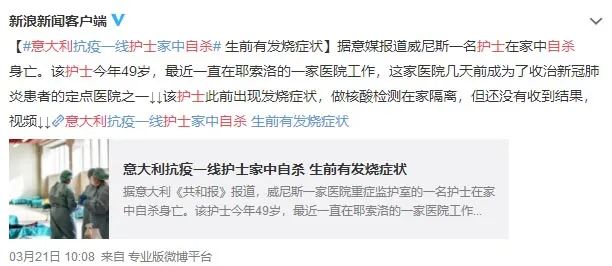 新浪新闻客户端
【#意大利抗疫一线护士家中自杀# 生前有发烧症状】据意媒报道威尼斯一名护士在家中自杀
身亡。该护士今年49岁，最近一直在耶索洛的一家医院工作，这家医院几天前成为了收治新冠肺
炎患者的定点医院之一↓↓该护士此前出现发烧症状，做核酸检测在家隔离，但还没有收到结果，
视频↓↓意大利抗疫一线护士家中自杀 生前有发烧症状
意大利抗疫一线护士家中自杀 生前有发烧症状
据意大利《共和报》报道，威尼斯一家医院重症监护室的一名护士在家
中自杀身亡。该护士今年49岁，最近一直在耶索洛的一家医院工作...
03月21日 10:08 来自 专业版微博平台